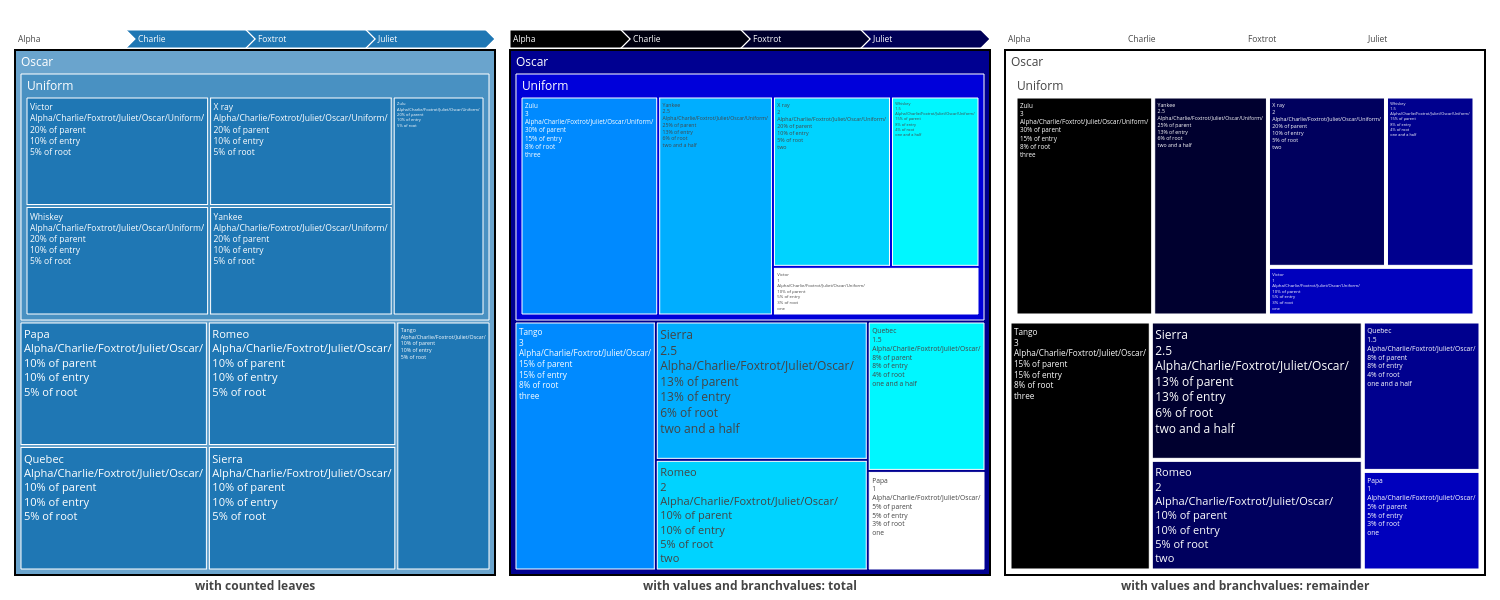 Alpha
Charlie
Foxtrot
Juliet
Oscar
Uniform
Victor
Alpha/Charlie/Foxtrot/Juliet/Oscar/Uniform/
20% of parent
10% of entry
5% of root
X ray
Alpha/Charlie/Foxtrot/Juliet/Oscar/Uniform/
20% of parent
10% of entry
5% of root
Zulu
Alpha/Charlie/Foxtrot/Juliet/Oscar/Uniform/
20% of parent
10% of entry
5% of root
Whiskey
Alpha/Charlie/Foxtrot/Juliet/Oscar/Uniform/
20% of parent
10% of entry
5% of root
Yankee
Alpha/Charlie/Foxtrot/Juliet/Oscar/Uniform/
20% of parent
10% of entry
5% of root
Papa
Alpha/Charlie/Foxtrot/Juliet/Oscar/
10% of parent
10% of entry
5% of root
Romeo
Alpha/Charlie/Foxtrot/Juliet/Oscar/
10% of parent
10% of entry
5% of root
Tango
Alpha/Charlie/Foxtrot/Juliet/Oscar/
10% of parent
10% of entry
5% of root
Quebec
Alpha/Charlie/Foxtrot/Juliet/Oscar/
10% of parent
10% of entry
5% of root
Sierra
Alpha/Charlie/Foxtrot/Juliet/Oscar/
10% of parent
10% of entry
5% of root
with counted leaves
Alpha
Charlie
Foxtrot
Juliet
Oscar
Uniform
Zulu
3
Alpha/Charlie/Foxtrot/Juliet/Oscar/Uniform/
30% of parent
15% of entry
8% of root
three
Yankee
2.5
Alpha/Charlie/Foxtrot/Juliet/Oscar/Uniform/
25% of parent
13% of entry
6% of root
two and a half
X ray
2
Alpha/Charlie/Foxtrot/Juliet/Oscar/Uniform/
20% of parent
10% of entry
5% of root
two
Whiskey
1.5
Alpha/Charlie/Foxtrot/Juliet/Oscar/Uniform/
15% of parent
8% of entry
4% of root
one and a half
Victor
1
Alpha/Charlie/Foxtrot/Juliet/Oscar/Uniform/
10% of parent
5% of entry
3% of root
one
Tango
3
Alpha/Charlie/Foxtrot/Juliet/Oscar/
15% of parent
15% of entry
8% of root
three
Sierra
2.5
Alpha/Charlie/Foxtrot/Juliet/Oscar/
13% of parent
13% of entry
6% of root
two and a half
Quebec
1.5
Alpha/Charlie/Foxtrot/Juliet/Oscar/
8% of parent
8% of entry
4% of root
one and a half
Romeo
2
Alpha/Charlie/Foxtrot/Juliet/Oscar/
10% of parent
10% of entry
5% of root
two
Papa
1
Alpha/Charlie/Foxtrot/Juliet/Oscar/
5% of parent
5% of entry
3% of root
one
with values and branchvalues: total
Alpha
Charlie
Foxtrot
Juliet
Oscar
Uniform
Zulu
3
Alpha/Charlie/Foxtrot/Juliet/Oscar/Uniform/
30% of parent
15% of entry
8% of root
three
Yankee
2.5
Alpha/Charlie/Foxtrot/Juliet/Oscar/Uniform/
25% of parent
13% of entry
6% of root
two and a half
X ray
2
Alpha/Charlie/Foxtrot/Juliet/Oscar/Uniform/
20% of parent
10% of entry
5% of root
two
Whiskey
1.5
Alpha/Charlie/Foxtrot/Juliet/Oscar/Uniform/
15% of parent
8% of entry
4% of root
one and a half
Victor
1
Alpha/Charlie/Foxtrot/Juliet/Oscar/Uniform/
10% of parent
5% of entry
3% of root
one
Tango
3
Alpha/Charlie/Foxtrot/Juliet/Oscar/
15% of parent
15% of entry
8% of root
three
Sierra
2.5
Alpha/Charlie/Foxtrot/Juliet/Oscar/
13% of parent
13% of entry
6% of root
two and a half
Quebec
1.5
Alpha/Charlie/Foxtrot/Juliet/Oscar/
8% of parent
8% of entry
4% of root
one and a half
Romeo
2
Alpha/Charlie/Foxtrot/Juliet/Oscar/
10% of parent
10% of entry
5% of root
two
Papa
1
Alpha/Charlie/Foxtrot/Juliet/Oscar/
5% of parent
5% of entry
3% of root
one
with values and branchvalues: remainder